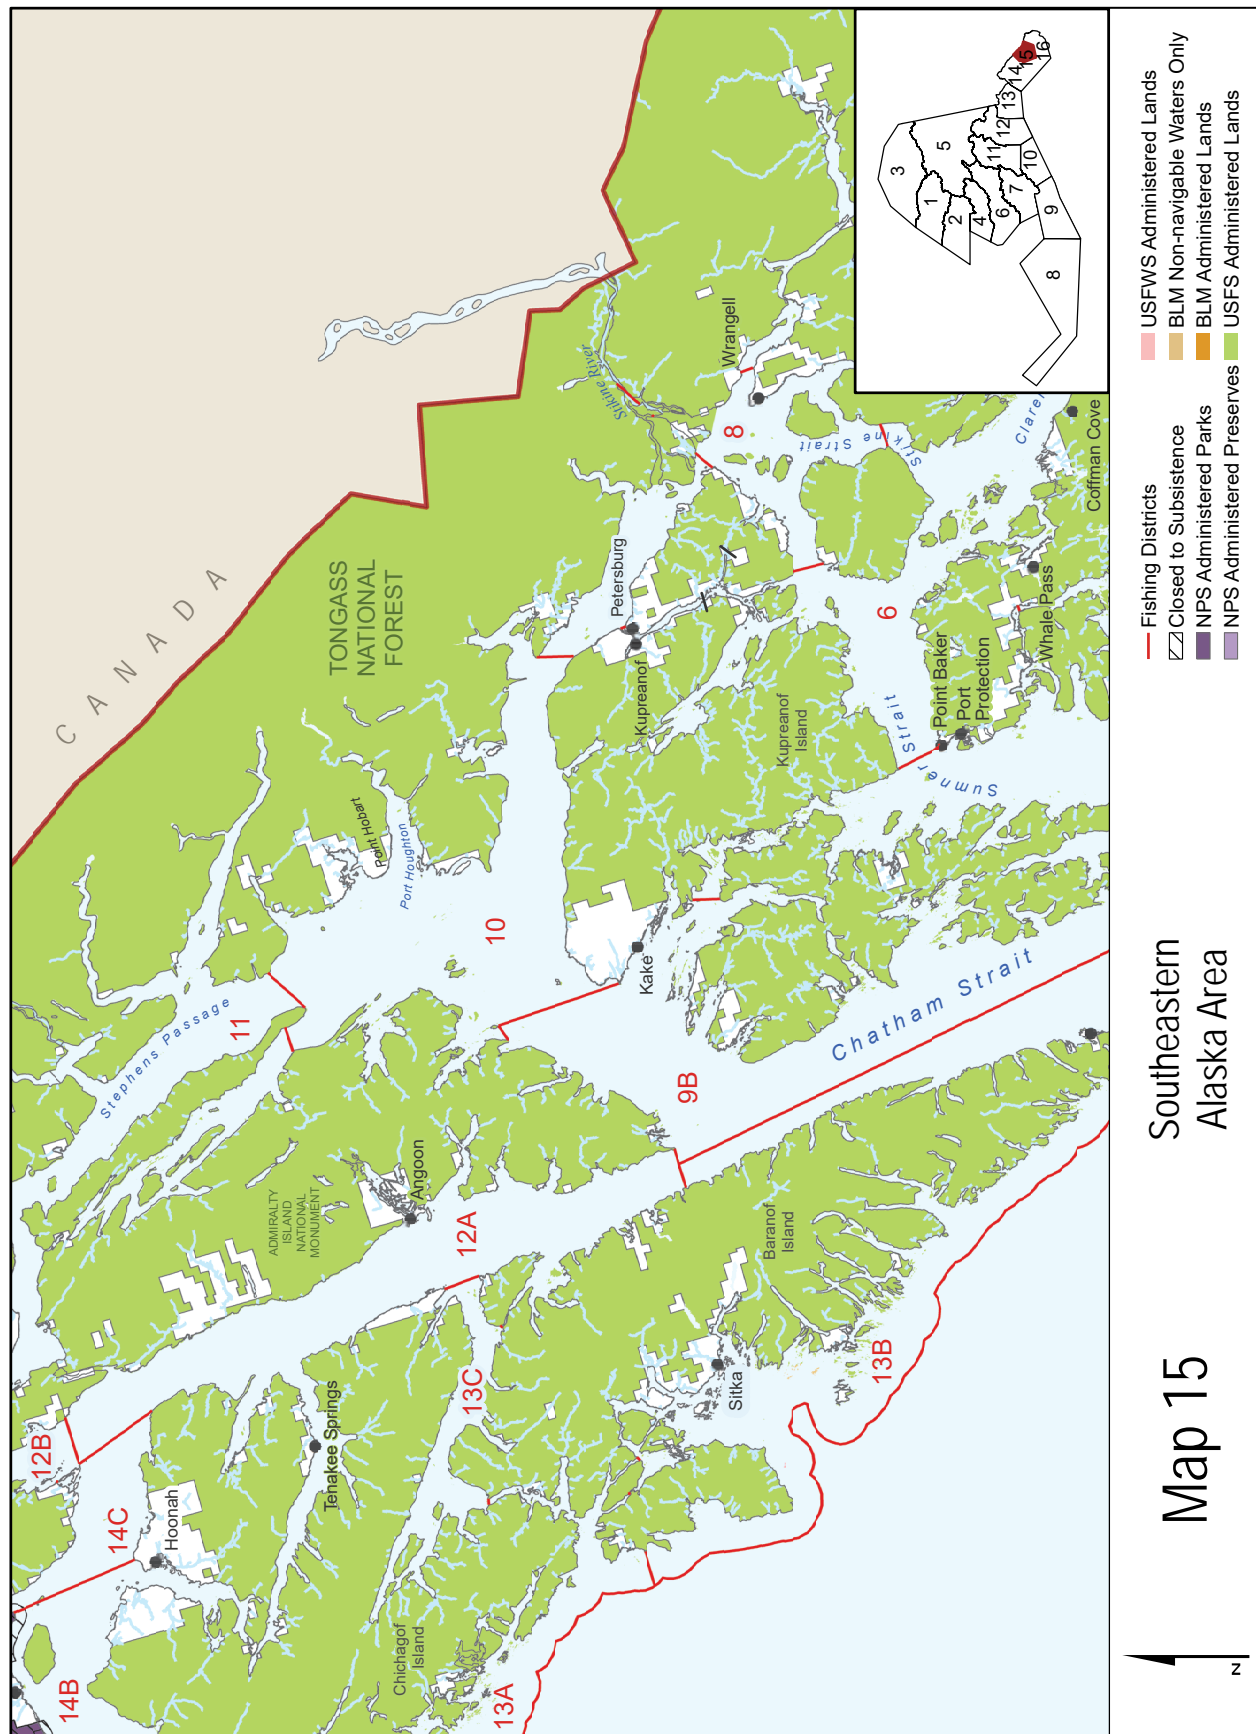 CANADA
TONGASS
NATIONAL
FOREST
Stikine River
Wrangell
8
Stikine Strait
Petersburg
Kupreanof
Kupreanof
Island
6
Sumner Strait
Point Baker
Port
Protection
Whale Pass
Coffman Cove
Point Hobart
Port Houghton
10
Kake
Stephens Passage
11
9B
Chatham Strait
ADMIRALTY
ISLAND
NATIONAL
MONUMENT
Angoon
12A
Baranof
Island
Sitka
13B
13C
Tenakee Springs
12B
14C
Hoonah
14B
Chichagof
Island
13A
3
5
1
2
4
6
7
11
12
13
14
15
16
10
9
8
Map 15
Southeastern
Alaska Area
Fishing Districts
Closed to Subsistence
NPS Administered Parks
NPS Administered Preserves
USFWS Administered Lands
BLM Non-navigable Waters Only
BLM Administered Lands
USFS Administered Lands
N